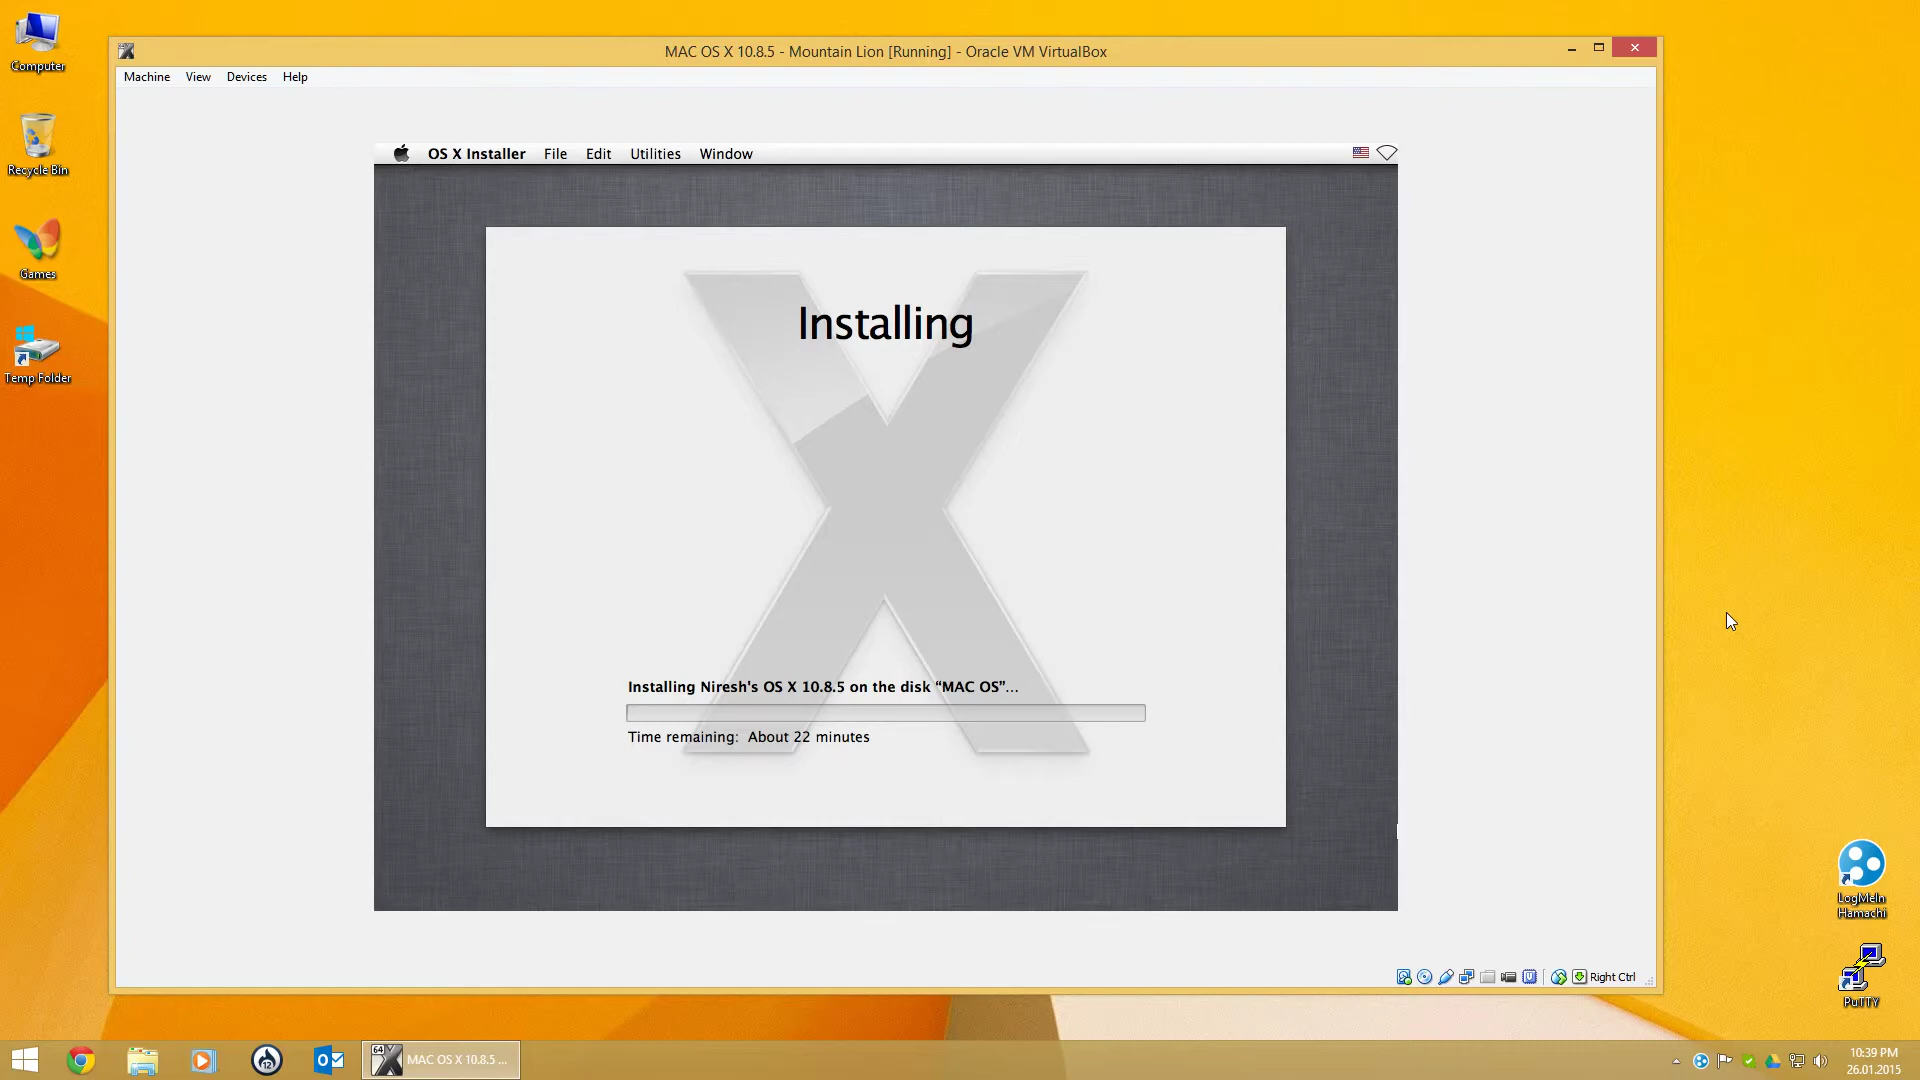 Computer
Recycle Bin
Games
Temp Folder
MAC OS X 10.8.5 - Mountain Lion [Running] - Oracle VM VirtualBox
Machine View Devices Help
OS X Installer File Edit Utilities Window
Installing
Installing Niresh's OS X 10.8.5 on the disk “MAC OS”...
Time remaining: About 22 minutes
Right Ctrl
LogMeIn
Hamachi
PuTTY
12
64
MAC OS X 10.8.5 ...
10:39 PM
26.01.2015